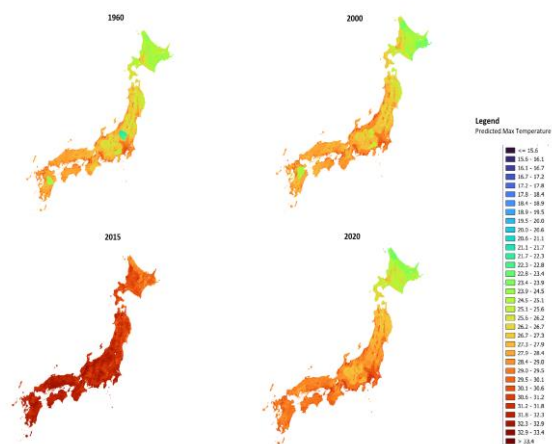 1960
2000
Legend
Predicted Max Temperature
<= 15.6
15.6 - 16.1
16.1 - 16.7
16.7 - 17.2
17.2 - 17.8
17.8 - 18.4
18.4 - 18.9
18.9 - 19.5
19.5 - 20.0
20.0 - 20.6
20.6 - 21.1
21.1 - 21.7
21.7 - 22.3
22.3 - 22.8
22.8 - 23.4
23.4 - 23.9
23.9 - 24.5
24.5 - 25.1
25.1 - 25.6
25.6 - 26.2
26.2 - 26.7
26.7 - 27.3
27.3 - 27.9
27.9 - 28.4
28.4 - 29.0
29.0 - 29.5
29.5 - 30.1
30.1 - 30.6
30.6 - 31.2
31.2 - 31.8
31.8 - 32.3
32.3 - 32.9
32.9 - 33.4
> 33.4
2015
2020